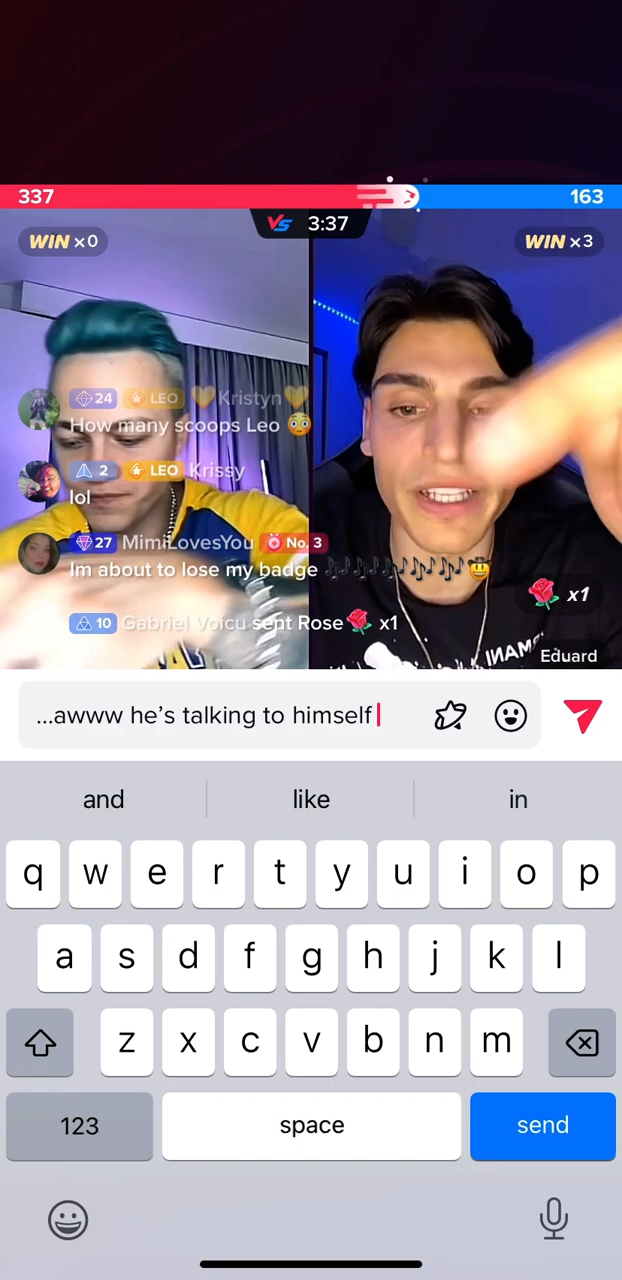 337 163
VS 3:37
WIN ×0 WIN ×3
24 LEO 💛Kristyn💛
How many scoops Leo 😳
2 LEO Krissy
lol
27 MimiLovesYou No. 3
Im about to lose my badge 🎶🎶🎶🎶🎶🤠
x1
10 Gabriel Voicu sent Rose🌹 x1
MANI
Eduard
...awww he's talking to himself
and like in
q w e r t y u i o p
a s d f g h j k l
z x c v b n m
123 space send